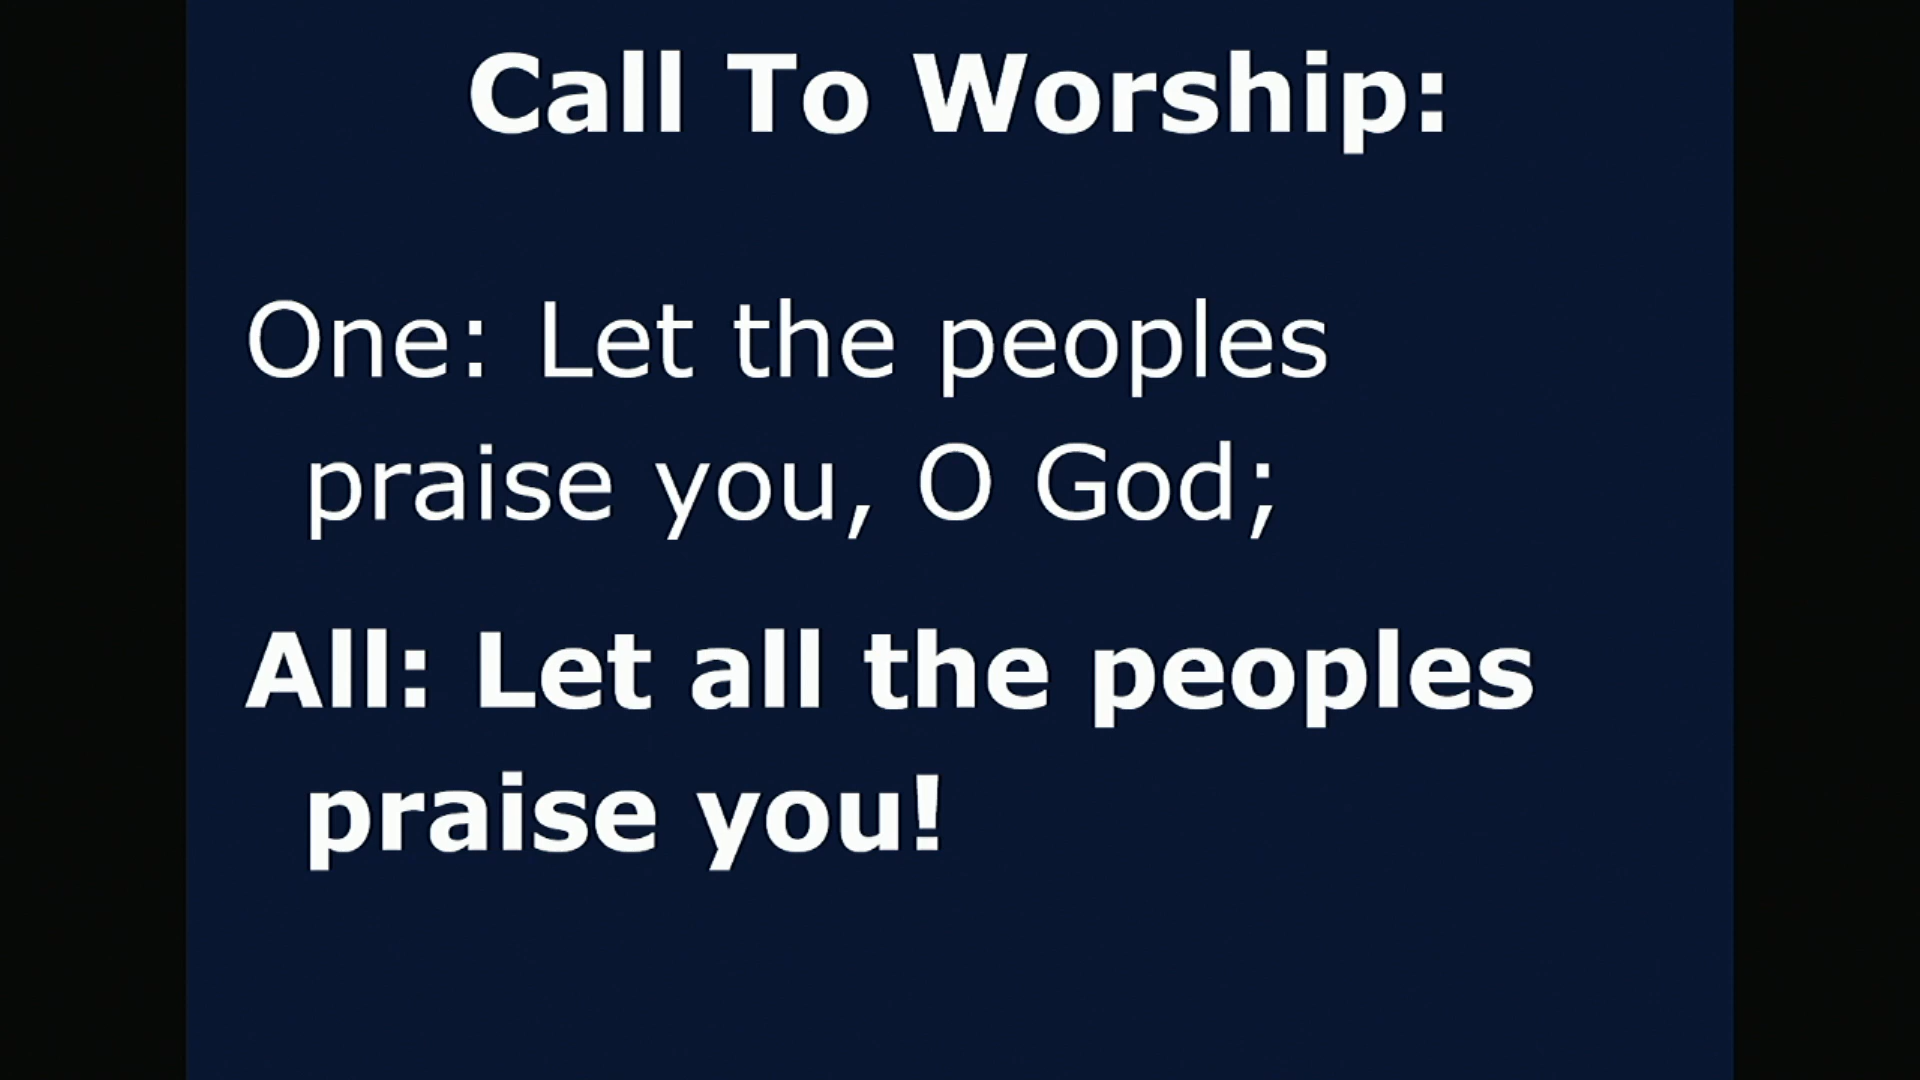 Call To Worship:
One: Let the peoples
praise you, O God;
All: Let all the peoples
praise you!